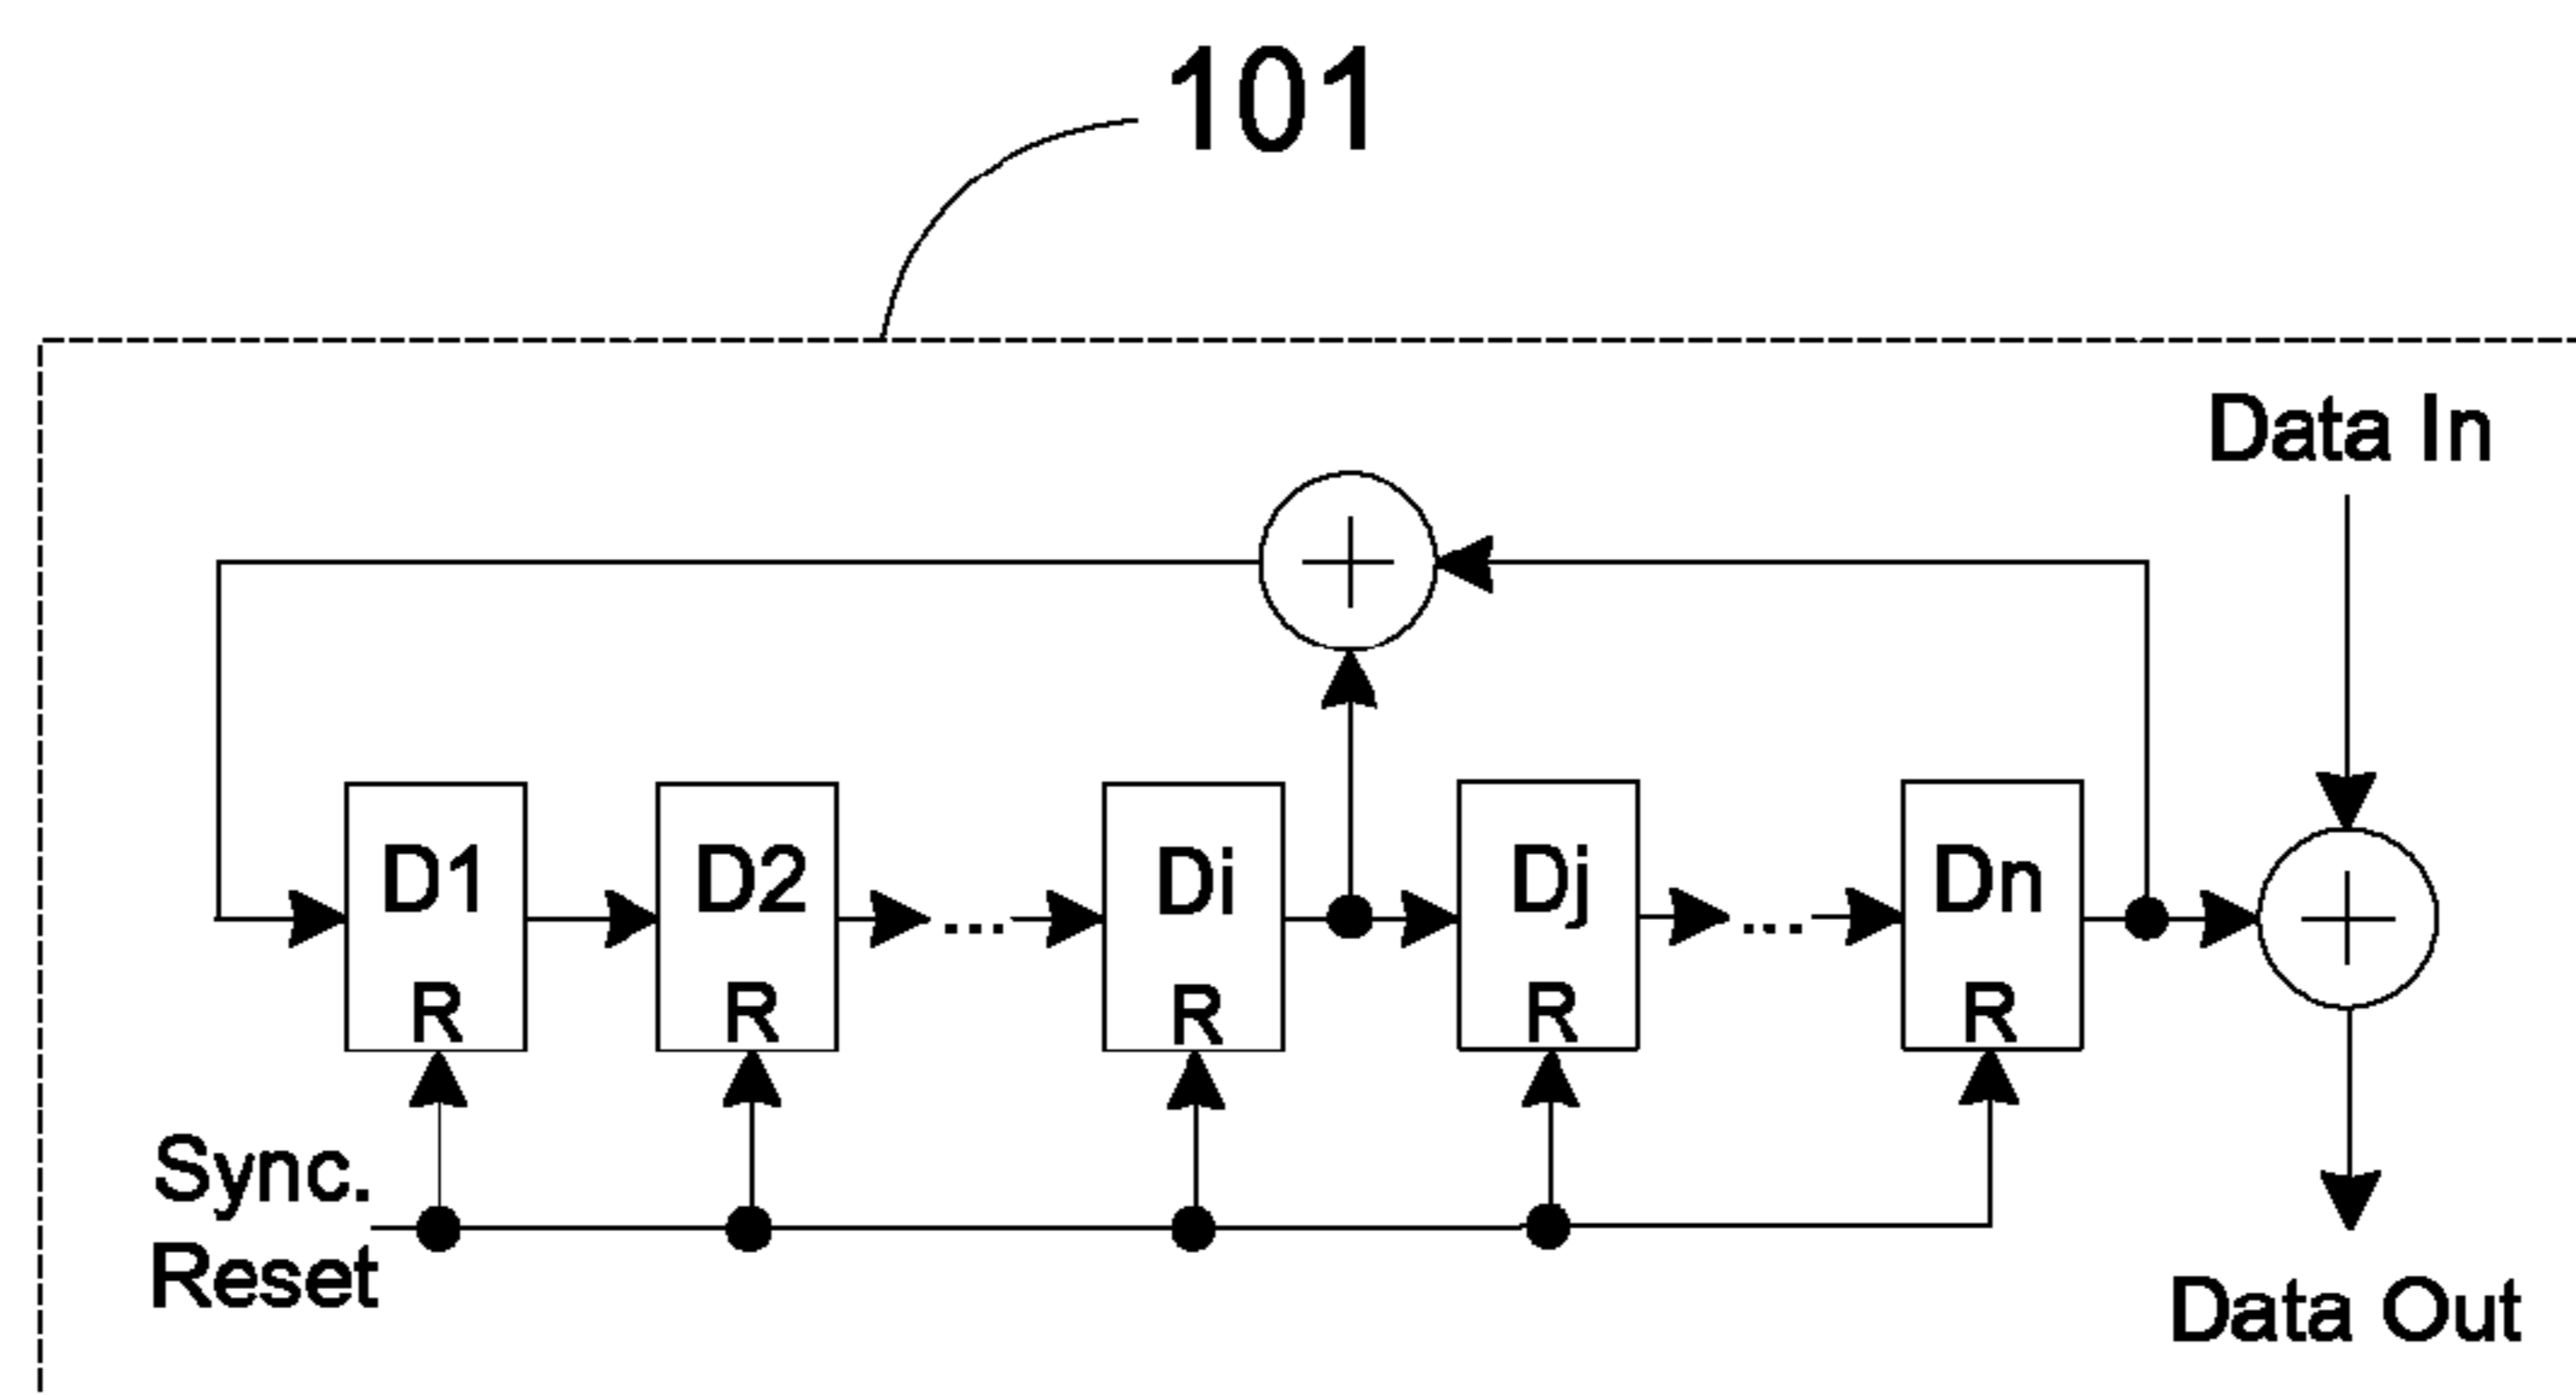 101
Data In
D1
D2
...
Di
Dj
...
Dn
R
R
R
R
R
Sync.
Reset
Data Out